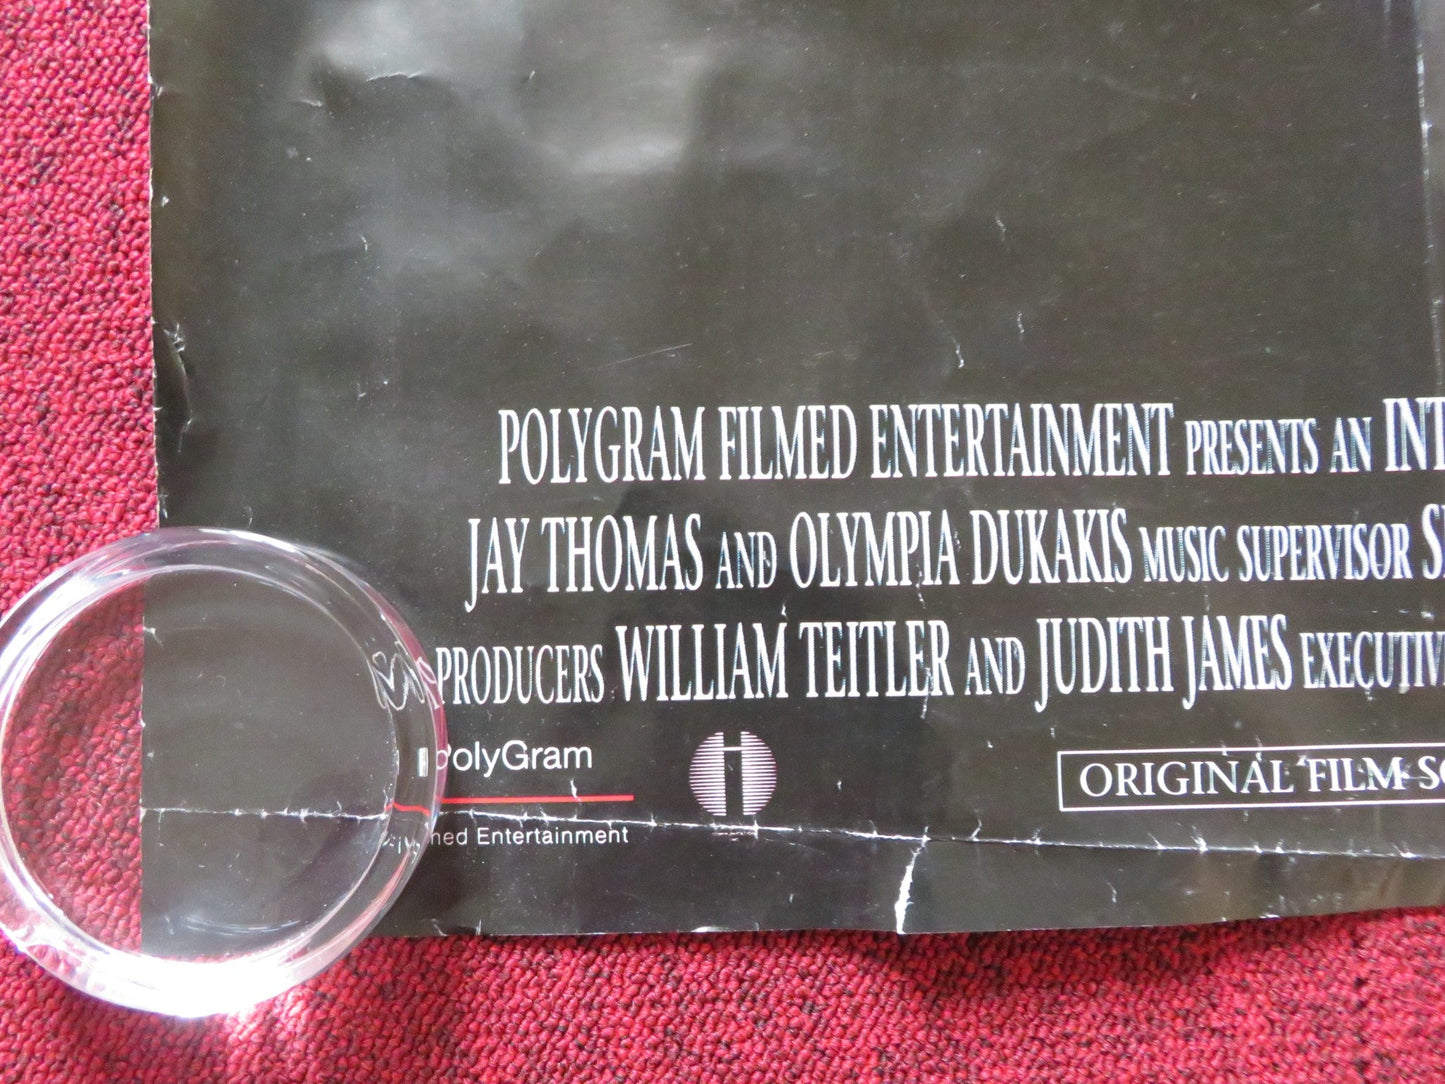 POLYGRAM FILMED ENTERTAINMENT PRESENTS AN
JAY THOMAS AND OLYMPIA DUKAKIS MUSIC SUPERVISOR
PRODUCERS WILLIAM TEITLER AND JUDITH JAMES
PolyGram
Entertainment
ORIGINAL FILM